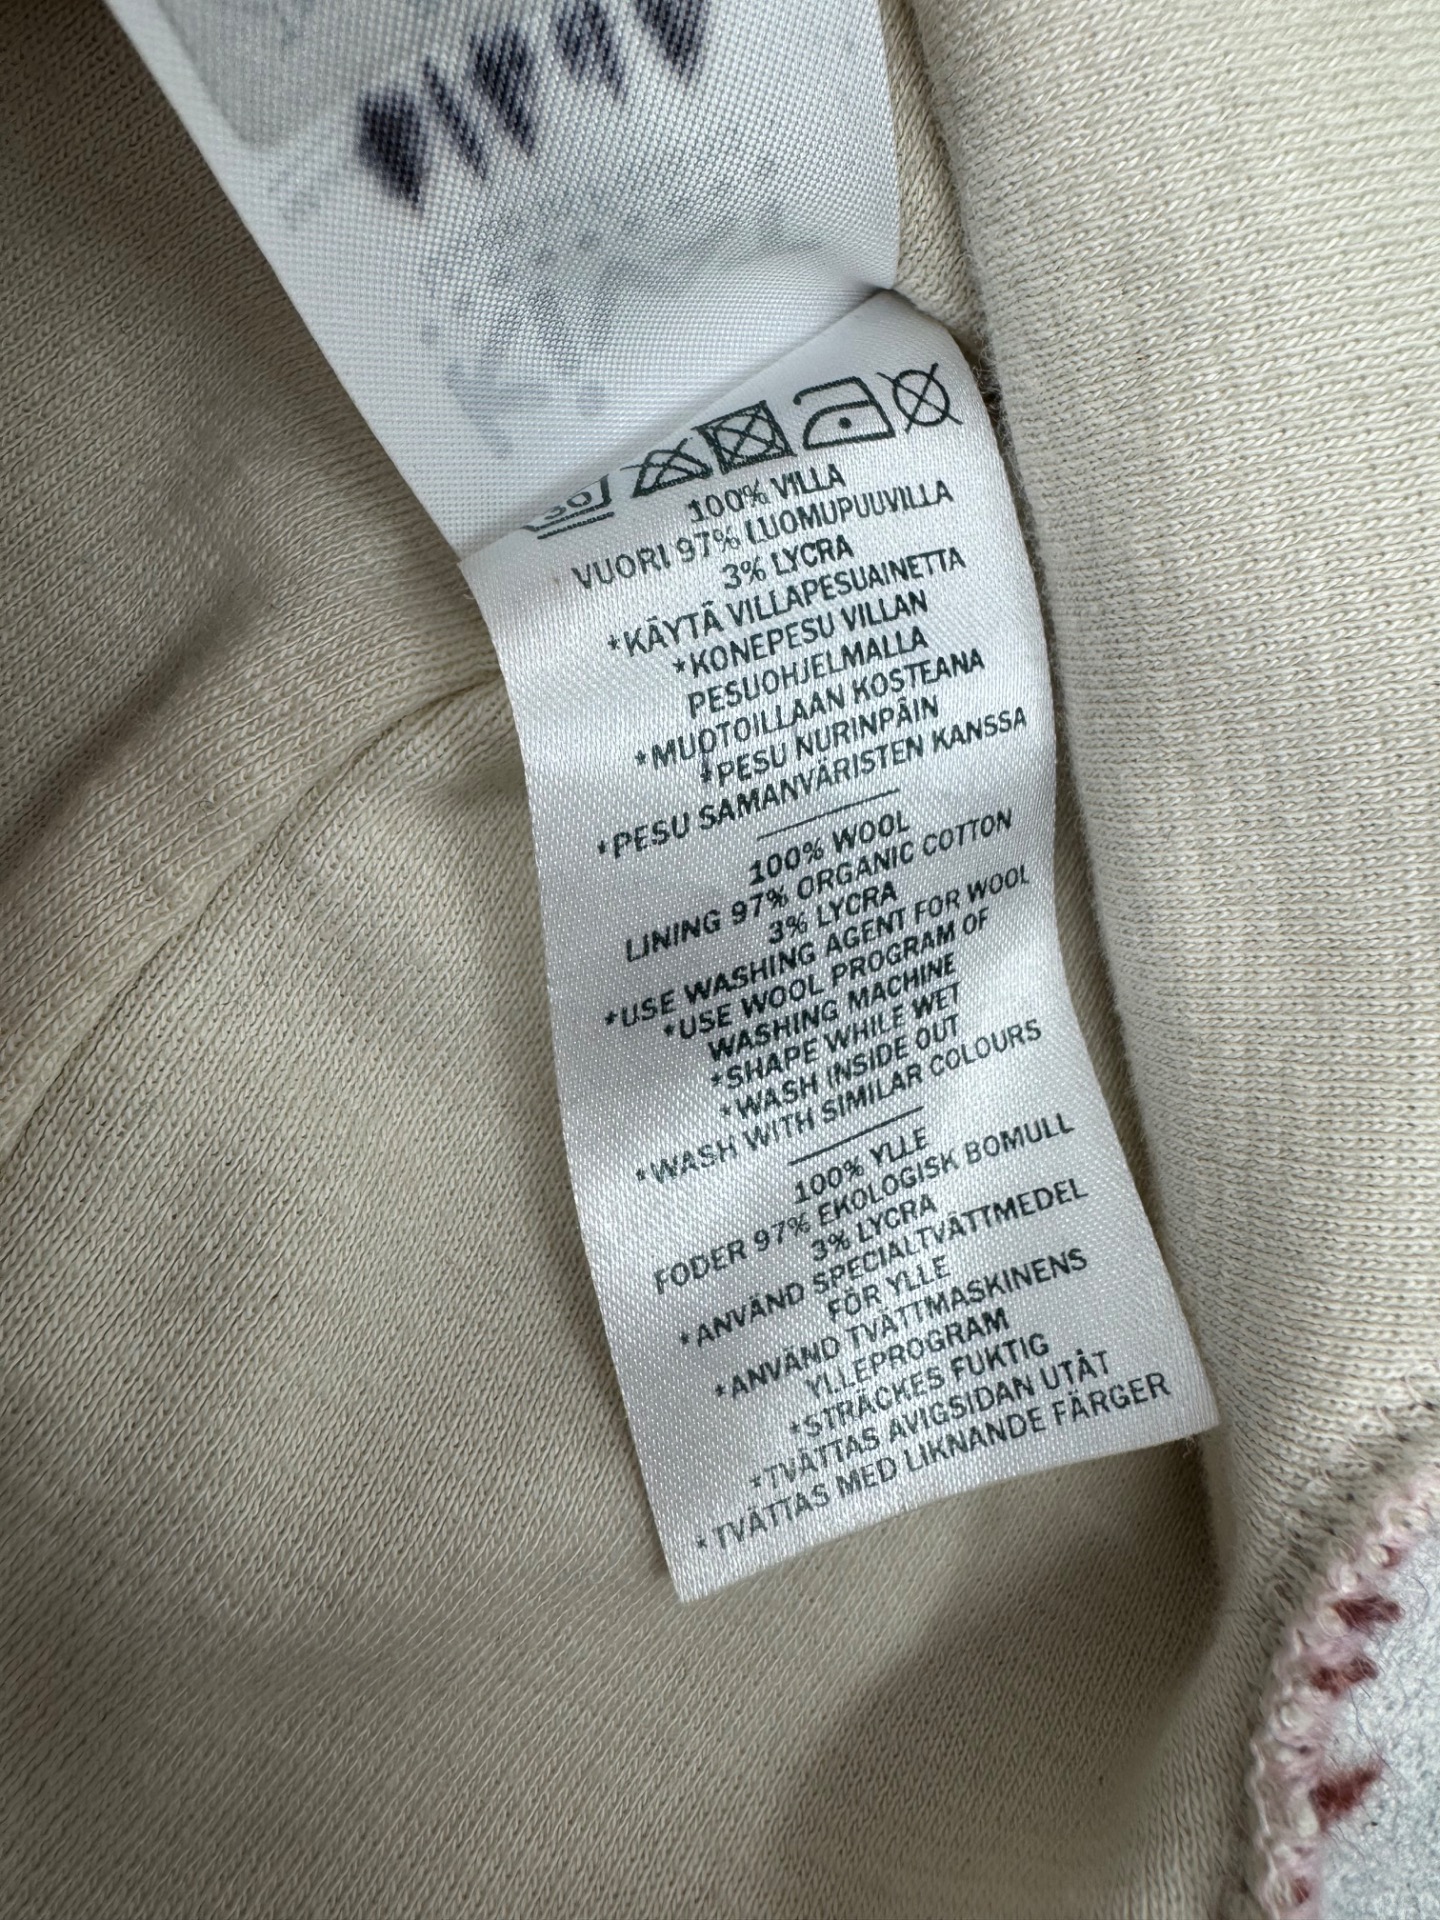 30
100% VILLA
VUORI 97% LUOMUPUUVILLA
3% LYCRA
*KÄYTÄ VILLAPESUAINETTA
*KONEPESU VILLAN
PESUOHJELMALLA
*MUOTOILLAAN KOSTEANA
*PESU NURINPÄIN
*PESU SAMANVÄRISTEN KANSSA
100% WOOL
LINING 97% ORGANIC COTTON
3% LYCRA
*USE WASHING AGENT FOR WOOL
*USE WOOL PROGRAM OF
WASHING MACHINE
*SHAPE WHILE WET
*WASH INSIDE OUT
*WASH WITH SIMILAR COLOURS
100% YLLE
FODER 97% EKOLOGISK BOMULL
3% LYCRA
*ANVÄND SPECIALTVÄTTMEDEL
FÖR YLLE
*ANVÄND TVÄTTMASKINENS
YLLEPROGRAM
*STRÄCKES FUKTIG
*TVÄTTAS AVIGSIDAN UTÅT
*TVÄTTAS MED LIKNANDE FÄRGER